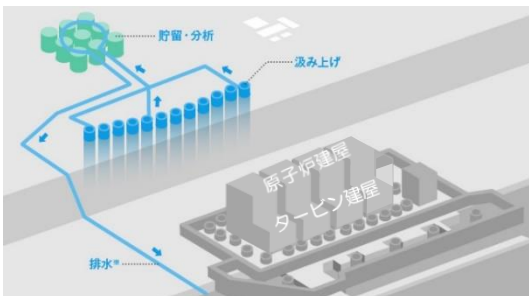 貯留・分析
汲み上げ
原子炉建屋
タービン建屋
排水※